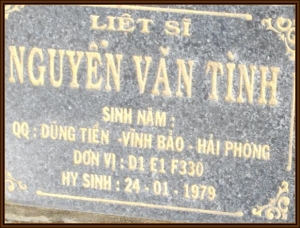 LIỆT SĨ
NGUYỄN VĂN TĨNH
SINH NĂM :
QQ : DŨNG TIẾN - VĨNH BẢO - HẢI PHÒNG
ĐƠN VỊ : D1 E1 F330
HY SINH : 24 - 01 - 1979